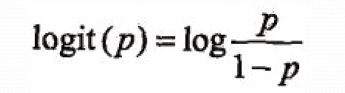 logit(p) = log p/(1 − p)